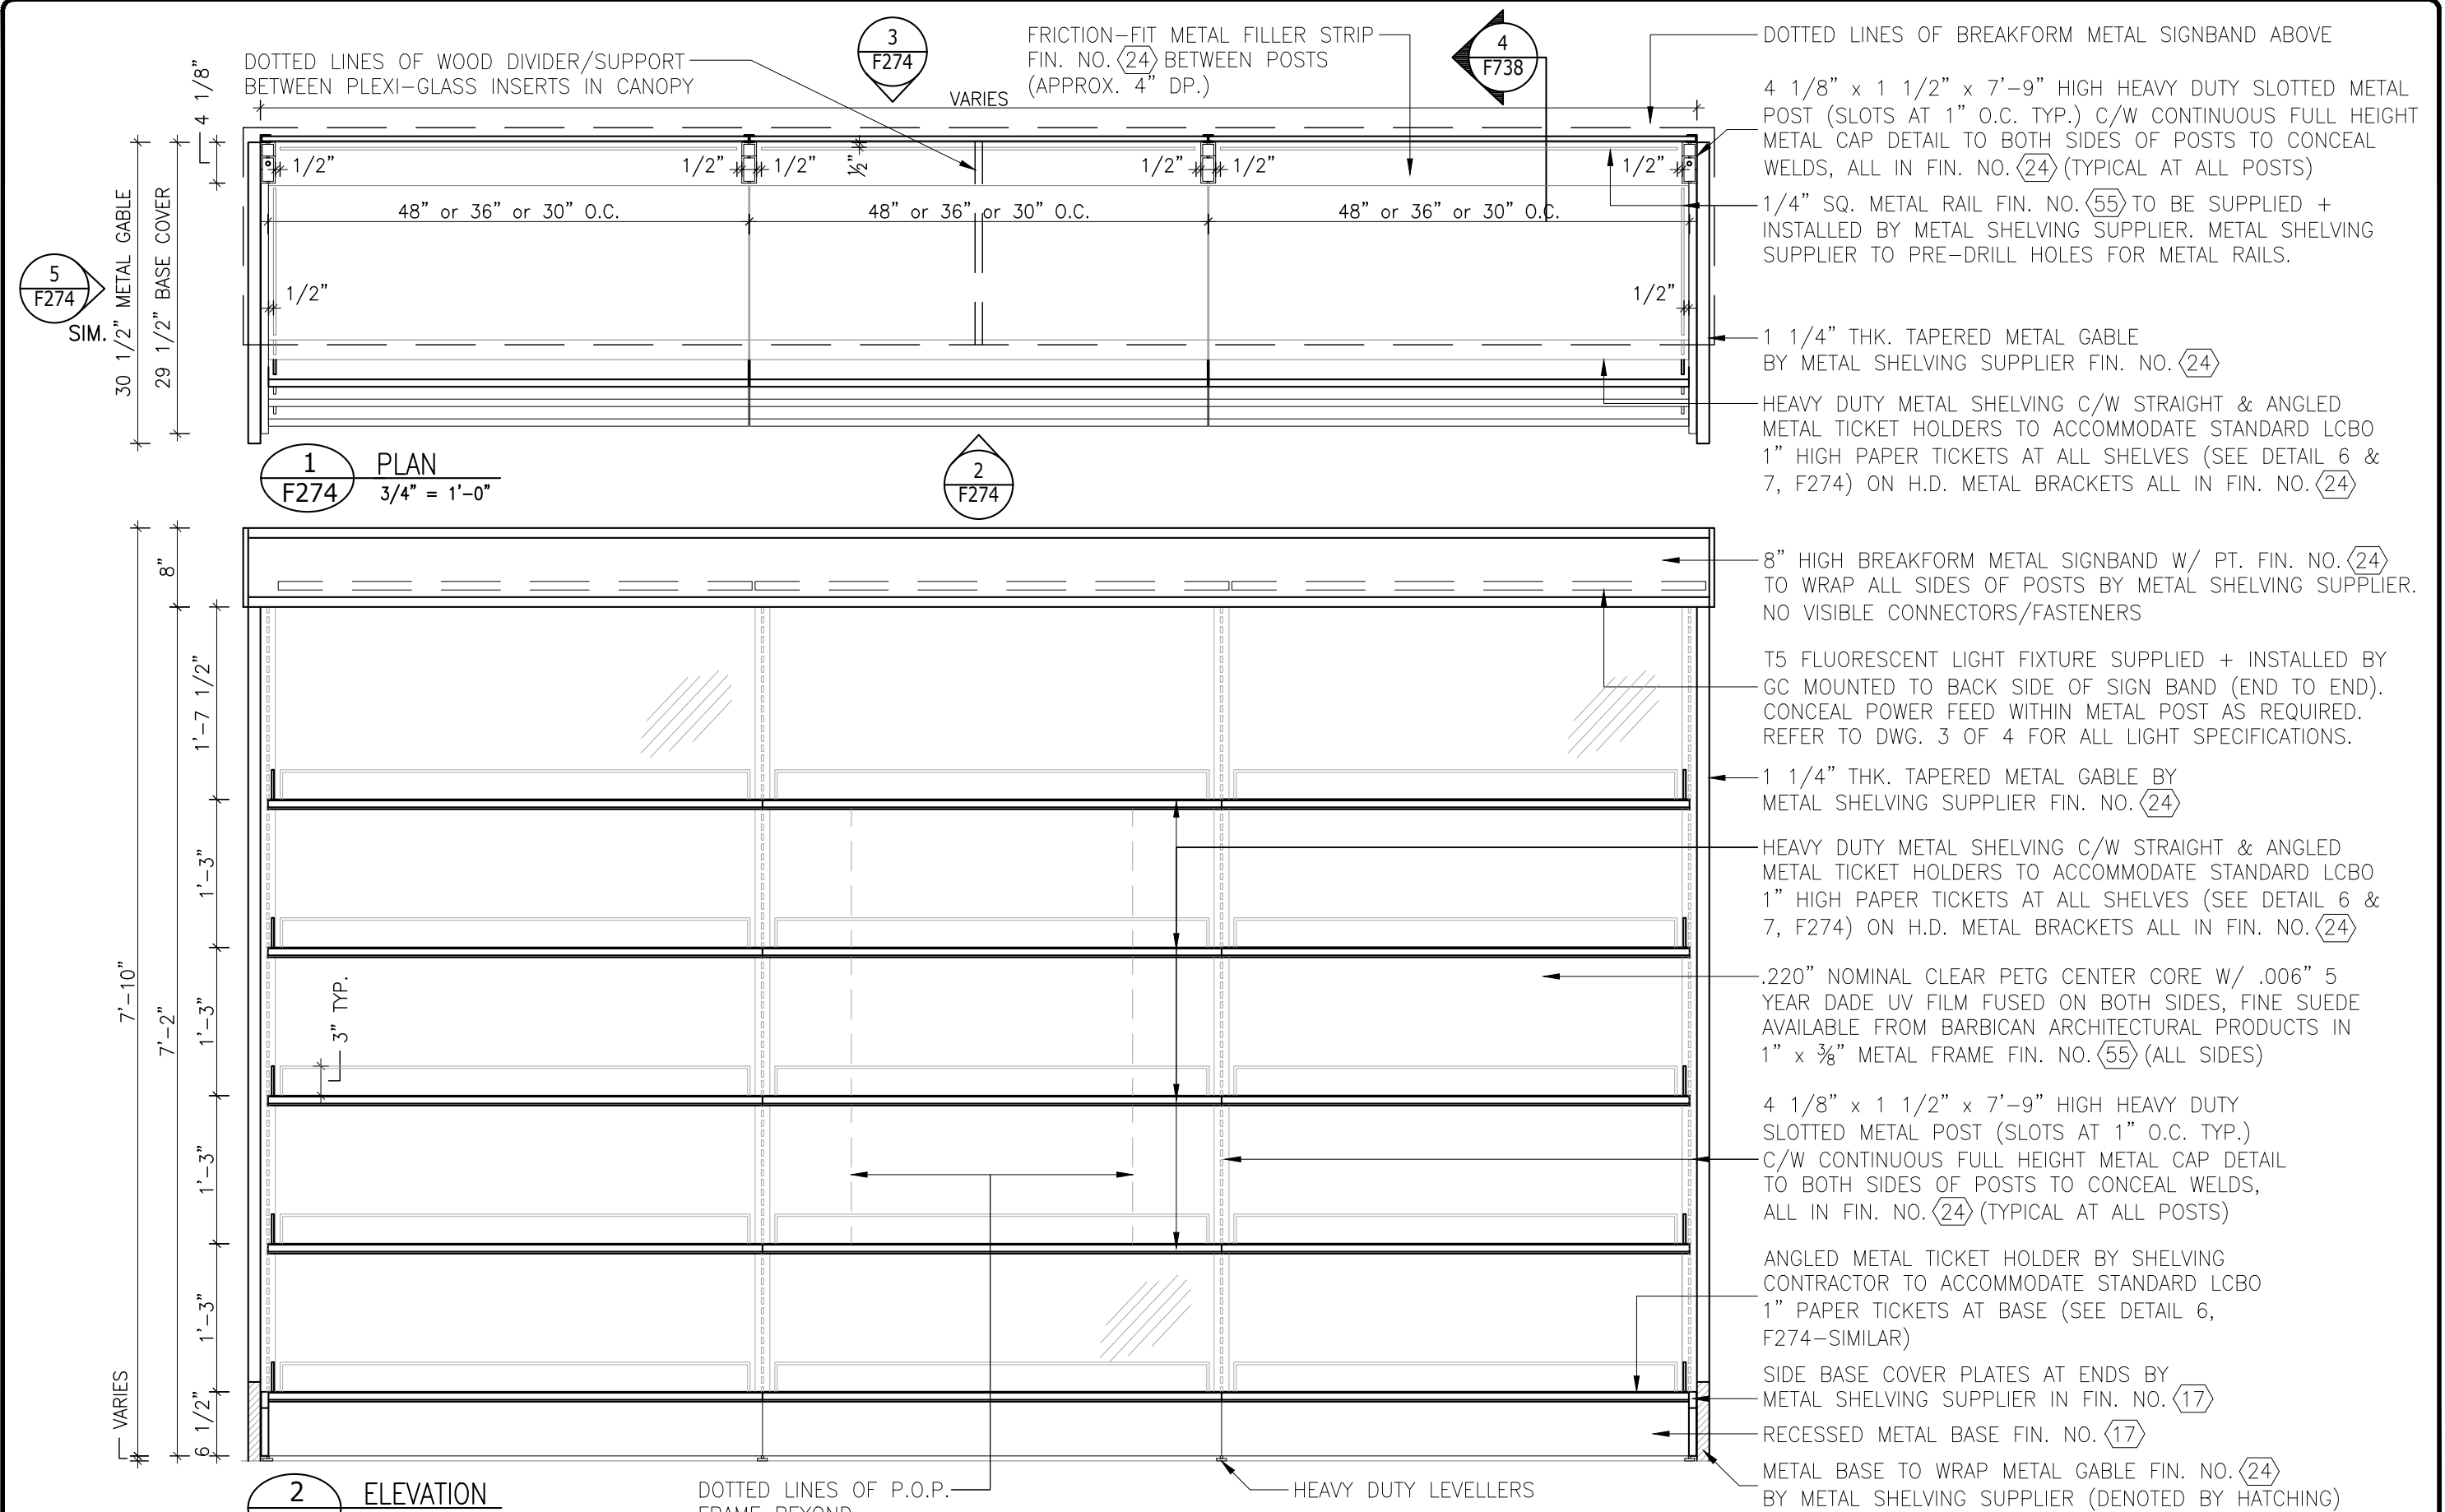 DOTTED LINES OF WOOD DIVIDER/SUPPORT
BETWEEN PLEXI-GLASS INSERTS IN CANOPY
3
F274
FRICTION-FIT METAL FILLER STRIP
FIN. NO. 24 BETWEEN POSTS
(APPROX. 4" DP.)
4
F738
VARIES
4 1/8"
1/2"
1/2"
1/2"
1/2"
1/2"
1/2"
1/2"
48" or 36" or 30" O.C.
48" or 36" or 30" O.C.
48" or 36" or 30" O.C.
30 1/2" METAL GABLE
29 1/2" BASE COVER
5
F274
SIM.
1/2"
1/2"
1
F274
PLAN
3/4" = 1'-0"
2
F274
DOTTED LINES OF BREAKFORM METAL SIGNBAND ABOVE
4 1/8" x 1 1/2" x 7'-9" HIGH HEAVY DUTY SLOTTED METAL
POST (SLOTS AT 1" O.C. TYP.) C/W CONTINUOUS FULL HEIGHT
METAL CAP DETAIL TO BOTH SIDES OF POSTS TO CONCEAL
WELDS, ALL IN FIN. NO. 24 (TYPICAL AT ALL POSTS)
1/4" SQ. METAL RAIL FIN. NO. 55 TO BE SUPPLIED +
INSTALLED BY METAL SHELVING SUPPLIER. METAL SHELVING
SUPPLIER TO PRE-DRILL HOLES FOR METAL RAILS.
1 1/4" THK. TAPERED METAL GABLE
BY METAL SHELVING SUPPLIER FIN. NO. 24
HEAVY DUTY METAL SHELVING C/W STRAIGHT & ANGLED
METAL TICKET HOLDERS TO ACCOMMODATE STANDARD LCBO
1" HIGH PAPER TICKETS AT ALL SHELVES (SEE DETAIL 6 &
7, F274) ON H.D. METAL BRACKETS ALL IN FIN. NO. 24
8"
1'-7 1/2"
1'-3"
1'-3"
1'-3"
1'-3"
6 1/2"
7'-10"
7'-2"
VARIES
3" TYP.
8" HIGH BREAKFORM METAL SIGNBAND W/ PT. FIN. NO. 24
TO WRAP ALL SIDES OF POSTS BY METAL SHELVING SUPPLIER.
NO VISIBLE CONNECTORS/FASTENERS
T5 FLUORESCENT LIGHT FIXTURE SUPPLIED + INSTALLED BY
GC MOUNTED TO BACK SIDE OF SIGN BAND (END TO END).
CONCEAL POWER FEED WITHIN METAL POST AS REQUIRED.
REFER TO DWG. 3 OF 4 FOR ALL LIGHT SPECIFICATIONS.
1 1/4" THK. TAPERED METAL GABLE BY
METAL SHELVING SUPPLIER FIN. NO. 24
HEAVY DUTY METAL SHELVING C/W STRAIGHT & ANGLED
METAL TICKET HOLDERS TO ACCOMMODATE STANDARD LCBO
1" HIGH PAPER TICKETS AT ALL SHELVES (SEE DETAIL 6 &
7, F274) ON H.D. METAL BRACKETS ALL IN FIN. NO. 24
.220" NOMINAL CLEAR PETG CENTER CORE W/ .006" 5
YEAR DADE UV FILM FUSED ON BOTH SIDES, FINE SUEDE
AVAILABLE FROM BARBICAN ARCHITECTURAL PRODUCTS IN
1" x ⅜" METAL FRAME FIN. NO. 55 (ALL SIDES)
4 1/8" x 1 1/2" x 7'-9" HIGH HEAVY DUTY
SLOTTED METAL POST (SLOTS AT 1" O.C. TYP.)
C/W CONTINUOUS FULL HEIGHT METAL CAP DETAIL
TO BOTH SIDES OF POSTS TO CONCEAL WELDS,
ALL IN FIN. NO. 24 (TYPICAL AT ALL POSTS)
ANGLED METAL TICKET HOLDER BY SHELVING
CONTRACTOR TO ACCOMMODATE STANDARD LCBO
1" PAPER TICKETS AT BASE (SEE DETAIL 6,
F274-SIMILAR)
SIDE BASE COVER PLATES AT ENDS BY
METAL SHELVING SUPPLIER IN FIN. NO. 17
RECESSED METAL BASE FIN. NO. 17
METAL BASE TO WRAP METAL GABLE FIN. NO. 24
BY METAL SHELVING SUPPLIER (DENOTED BY HATCHING)
2
ELEVATION
DOTTED LINES OF P.O.P.
FRAME BEYOND
HEAVY DUTY LEVELLERS